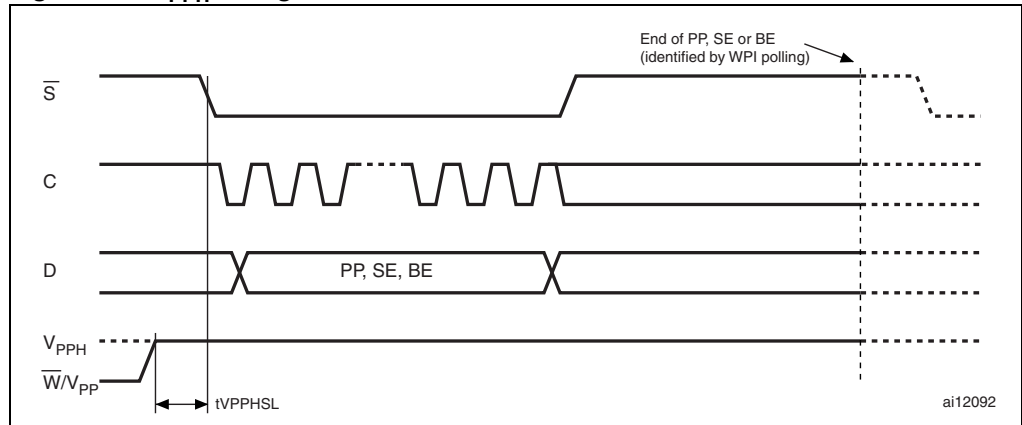 End of PP, SE or BE
(identified by WPI polling)
S
C
D
PP, SE, BE
VPPH
W/VPP
tVPPHSL
ai12092